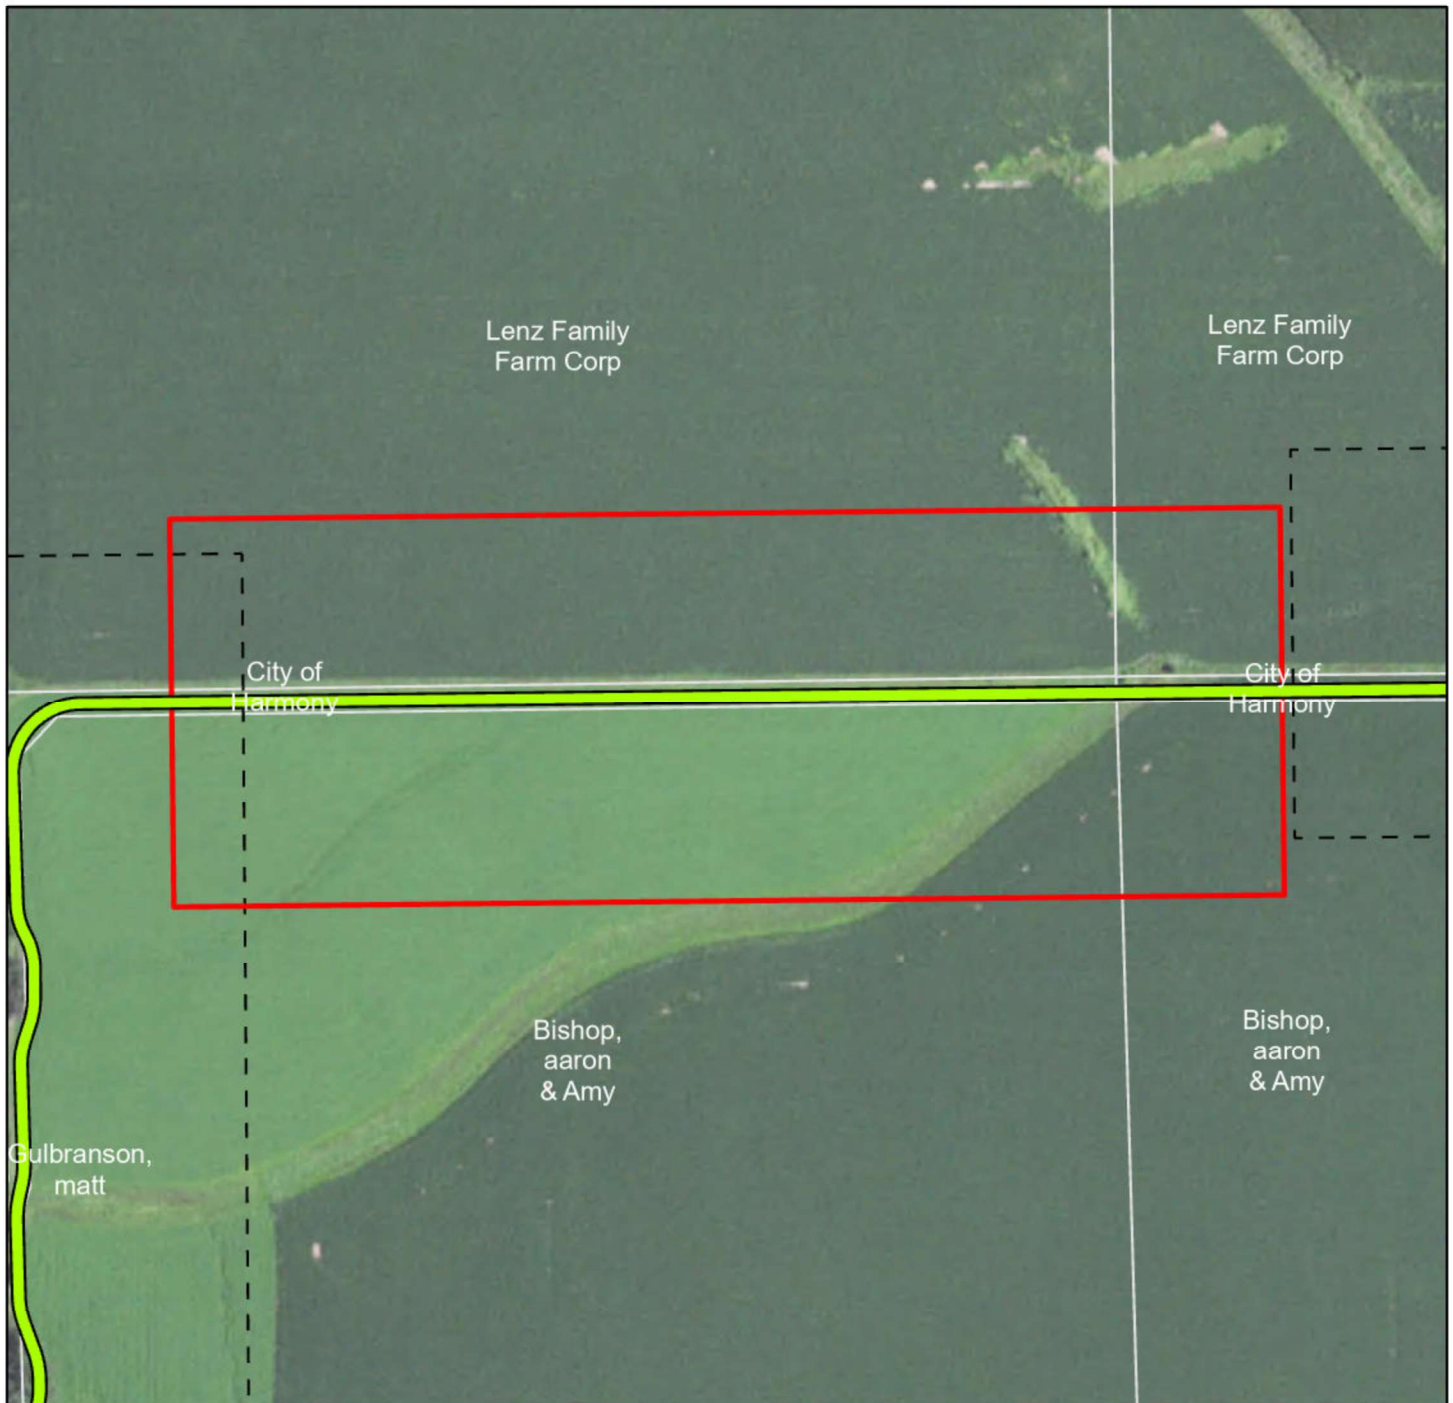 Lenz Family
Farm Corp
Lenz Family
Farm Corp
City of
Harmony
City of
Harmony
Bishop,
aaron
& Amy
Bishop,
aaron
& Amy
Gulbranson,
matt